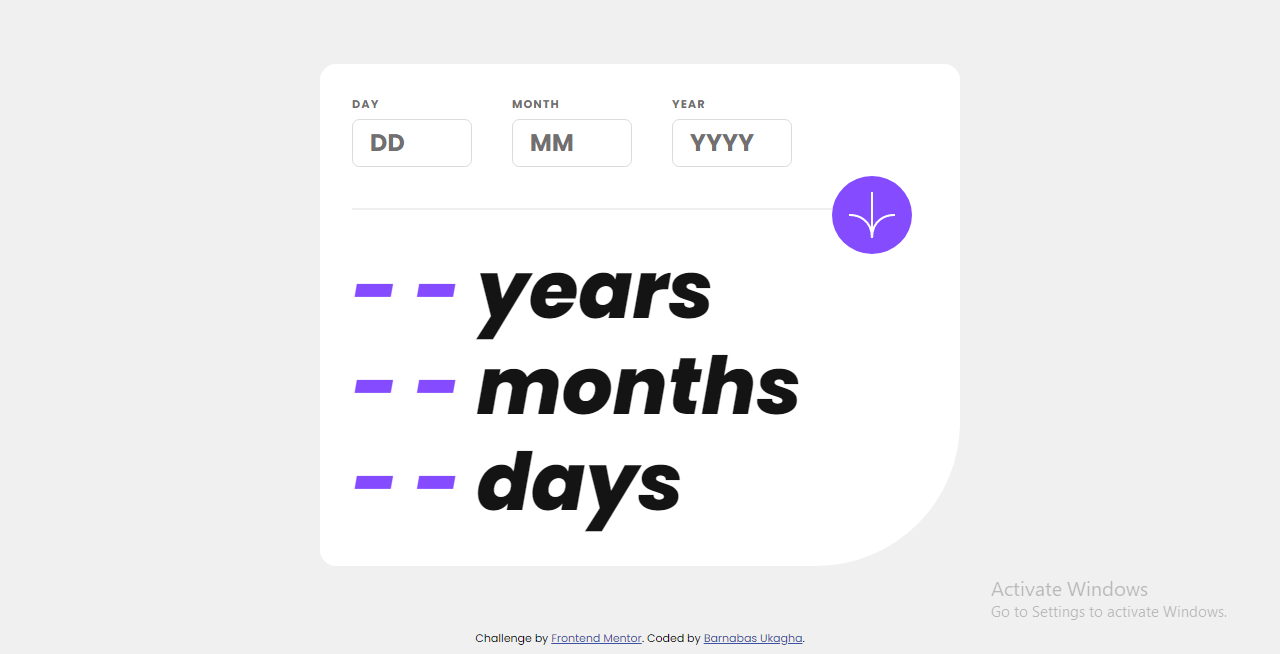 DAY MONTH YEAR
DD MM YYYY
- - years
- - months
- - days
Activate Windows
Go to Settings to activate Windows.
Challenge by Frontend Mentor. Coded by Barnabas Ukagha.